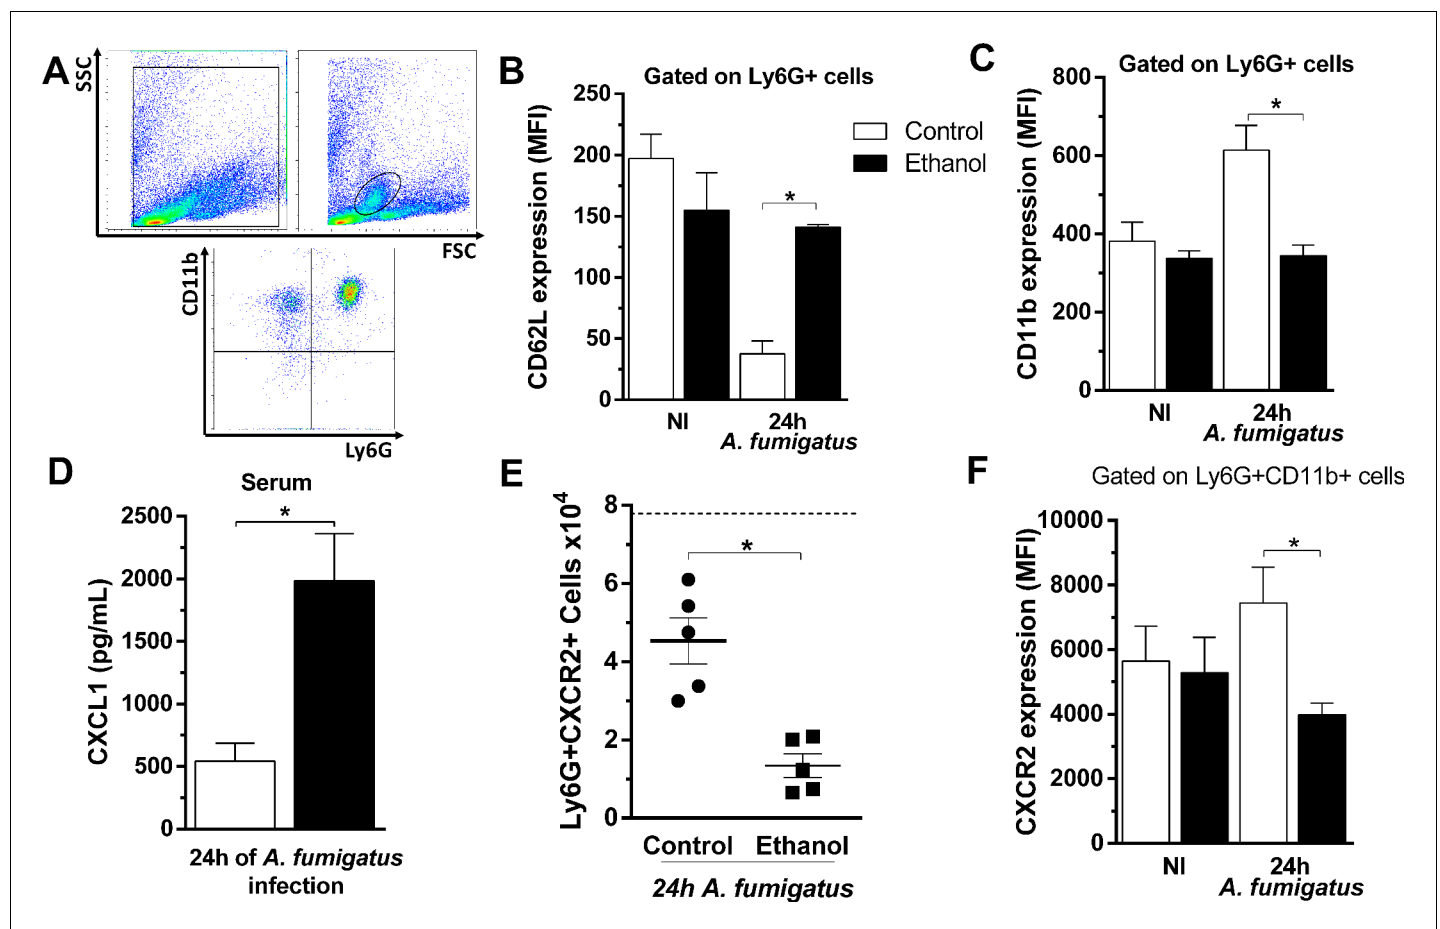 A
SSC
FSC
CD11b
Ly6G
B
Gated on Ly6G+ cells
CD62L expression (MFI)
250
200
150
100
50
0
*
Control
Ethanol
NI
24h
A. fumigatus
C
Gated on Ly6G+ cells
CD11b expression (MFI)
800
600
400
200
0
*
NI
24h
A. fumigatus
D
Serum
CXCL1 (pg/mL)
2500
2000
1500
1000
500
0
*
24h of A. fumigatus
infection
E
Ly6G+CXCR2+ Cells x10⁴
8
6
4
2
0
*
Control Ethanol
24h A. fumigatus
F
Gated on Ly6G+CD11b+ cells
CXCR2 expression (MFI)
10000
8000
6000
4000
2000
0
*
NI
24h
A. fumigatus